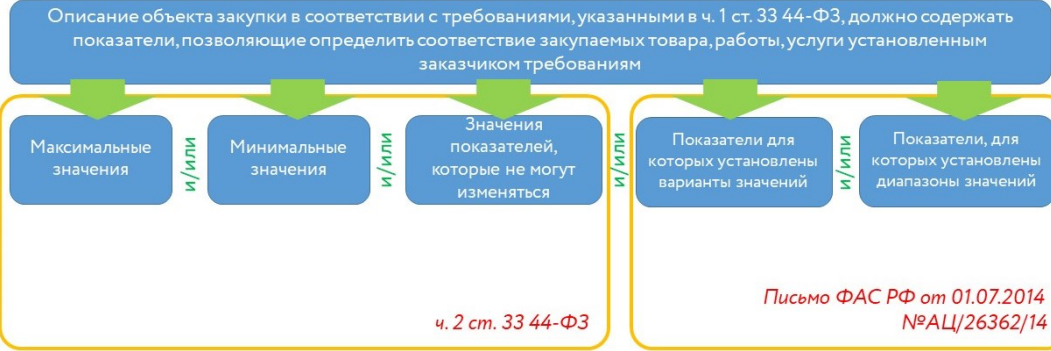 Описание объекта закупки в соответствии с требованиями, указанными в ч. 1 ст. 33 44-ФЗ, должно содержать
показатели, позволяющие определить соответствие закупаемых товара, работы, услуги установленным
заказчиком требованиям
Максимальные
значения
и/или
Минимальные
значения
и/или
Значения
показателей,
которые не могут
изменяться
и/или
Показатели для
которых установлены
варианты значений
и/или
Показатели, для
которых установлены
диапазоны значений
ч. 2 ст. 33 44-ФЗ
Письмо ФАС РФ от 01.07.2014
№АЦ/26362/14